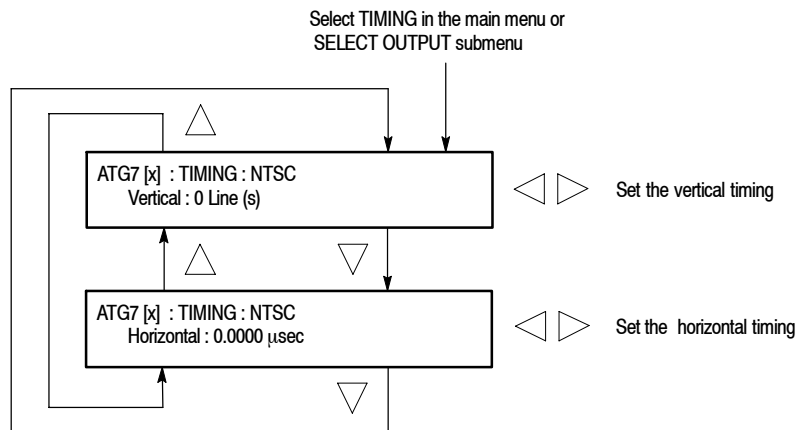 Select TIMING in the main menu or
SELECT OUTPUT submenu
ATG7 [x] : TIMING : NTSC
Vertical : 0 Line (s)
Set the vertical timing
ATG7 [x] : TIMING : NTSC
Horizontal : 0.0000 μsec
Set the horizontal timing